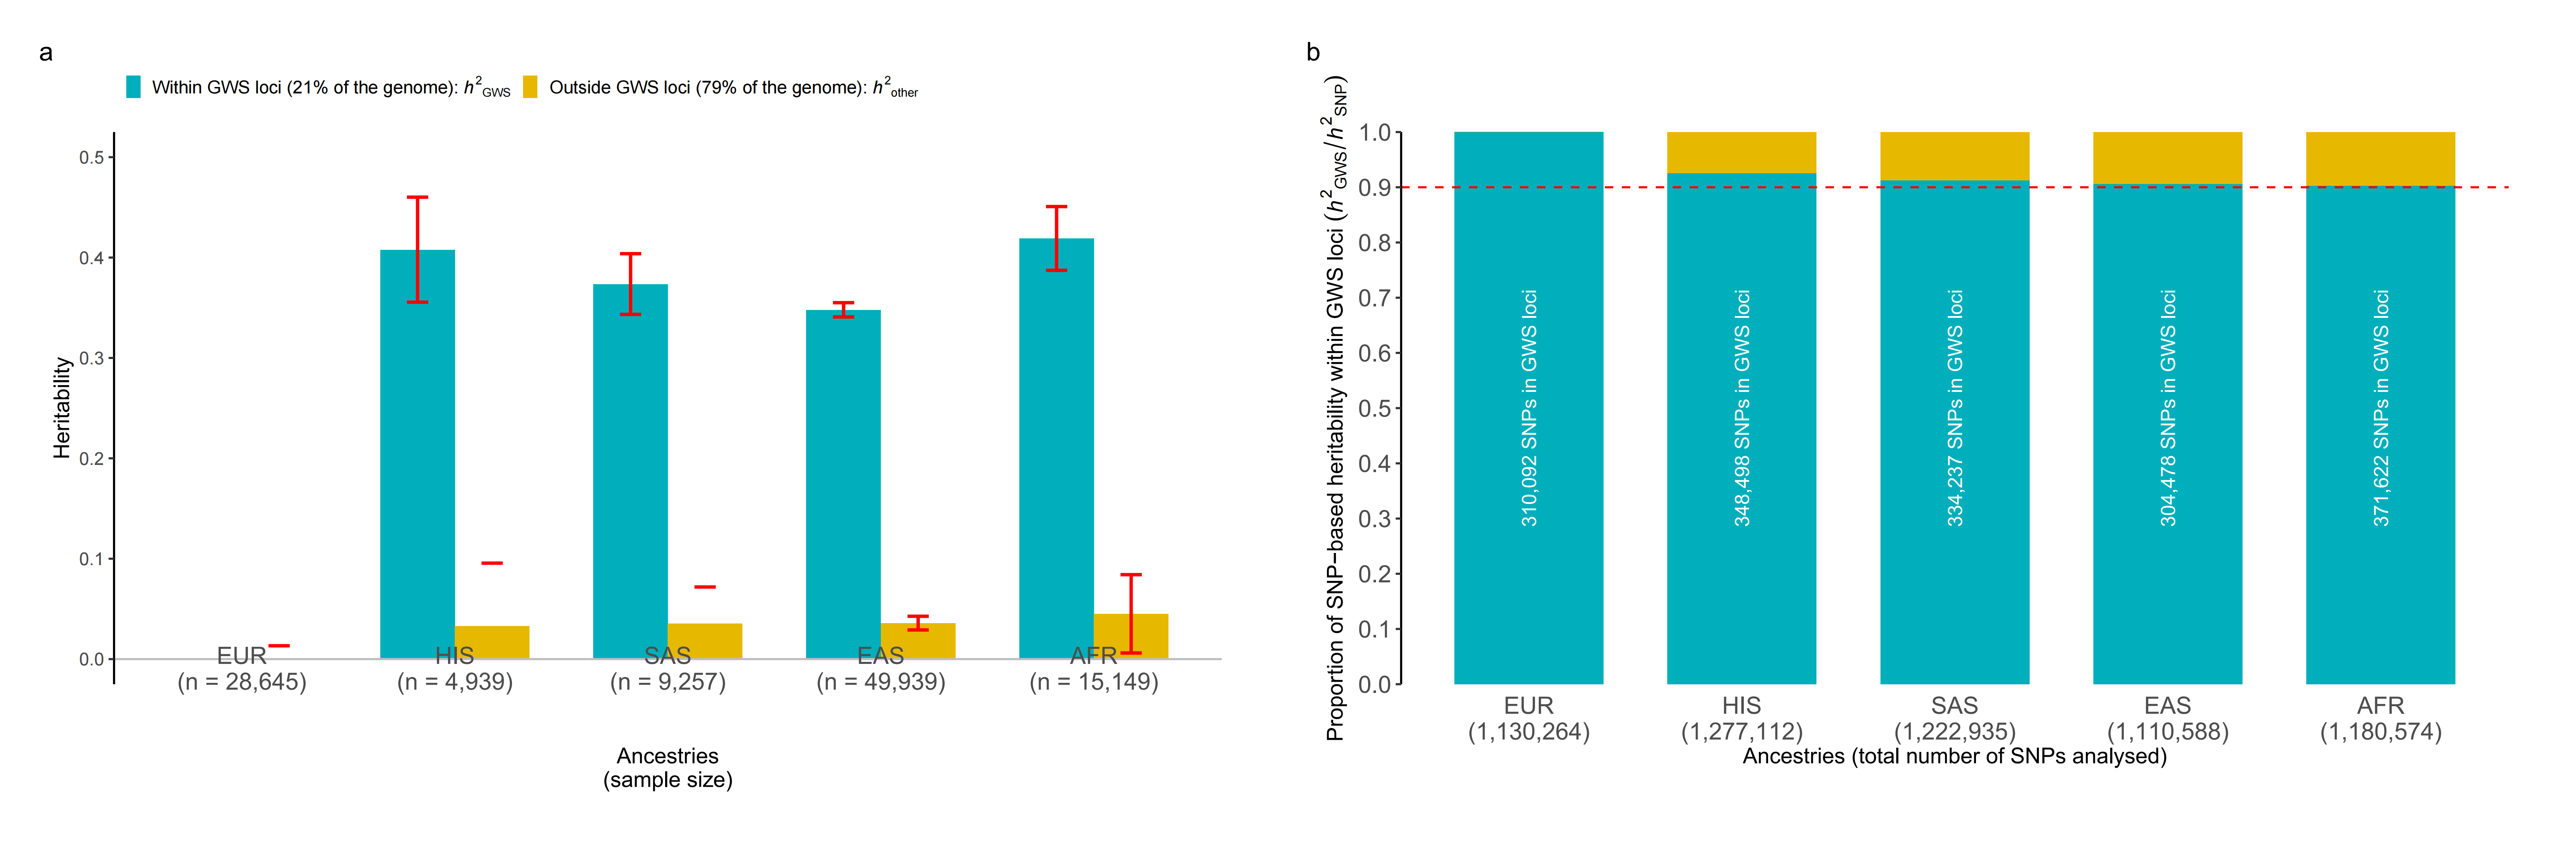 a
Within GWS loci (21% of the genome): h²GWS
Outside GWS loci (79% of the genome): h²other
Heritability
0.5
0.4
0.3
0.2
0.1
0.0
EUR
(n = 28,645)
HIS
(n = 4,939)
SAS
(n = 9,257)
EAS
(n = 49,939)
AFR
(n = 15,149)
Ancestries
(sample size)
b
Proportion of SNP−based heritability within GWS loci (h²GWS/h²SNP)
1.0
0.9
0.8
0.7
0.6
0.5
0.4
0.3
0.2
0.1
0.0
310,092 SNPs in GWS loci
348,498 SNPs in GWS loci
334,237 SNPs in GWS loci
304,478 SNPs in GWS loci
371,622 SNPs in GWS loci
EUR
(1,130,264)
HIS
(1,277,112)
SAS
(1,222,935)
EAS
(1,110,588)
AFR
(1,180,574)
Ancestries (total number of SNPs analysed)